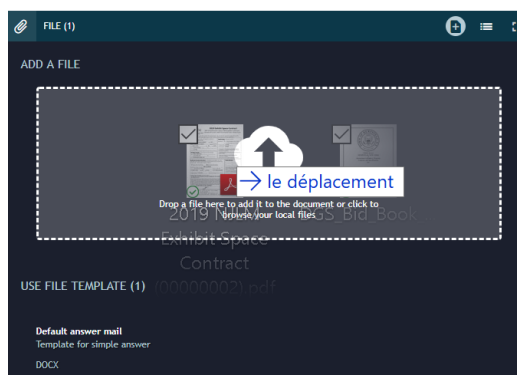 FILE (1)
ADD A FILE
→ le déplacement
Drop a file here to add it to the document or click to
browse your local files
2019 NILM
GS_Bid_Book
Exhibit Space
Contract
(00000002).pdf
USE FILE TEMPLATE (1)
Default answer mail
Template for simple answer
DOCX